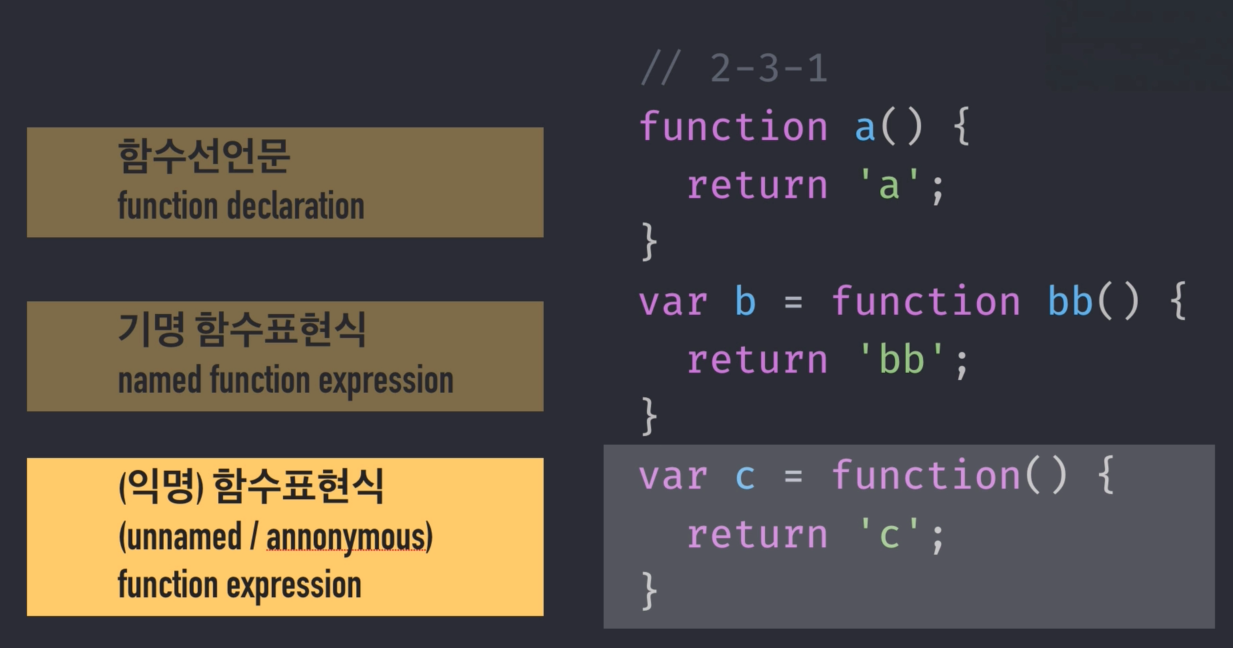 함수선언문
function declaration
기명 함수표현식
named function expression
(익명) 함수표현식
(unnamed / annonymous)
function expression
// 2-3-1
function a() {
  return 'a';
}
var b = function bb() {
  return 'bb';
}
var c = function() {
  return 'c';
}